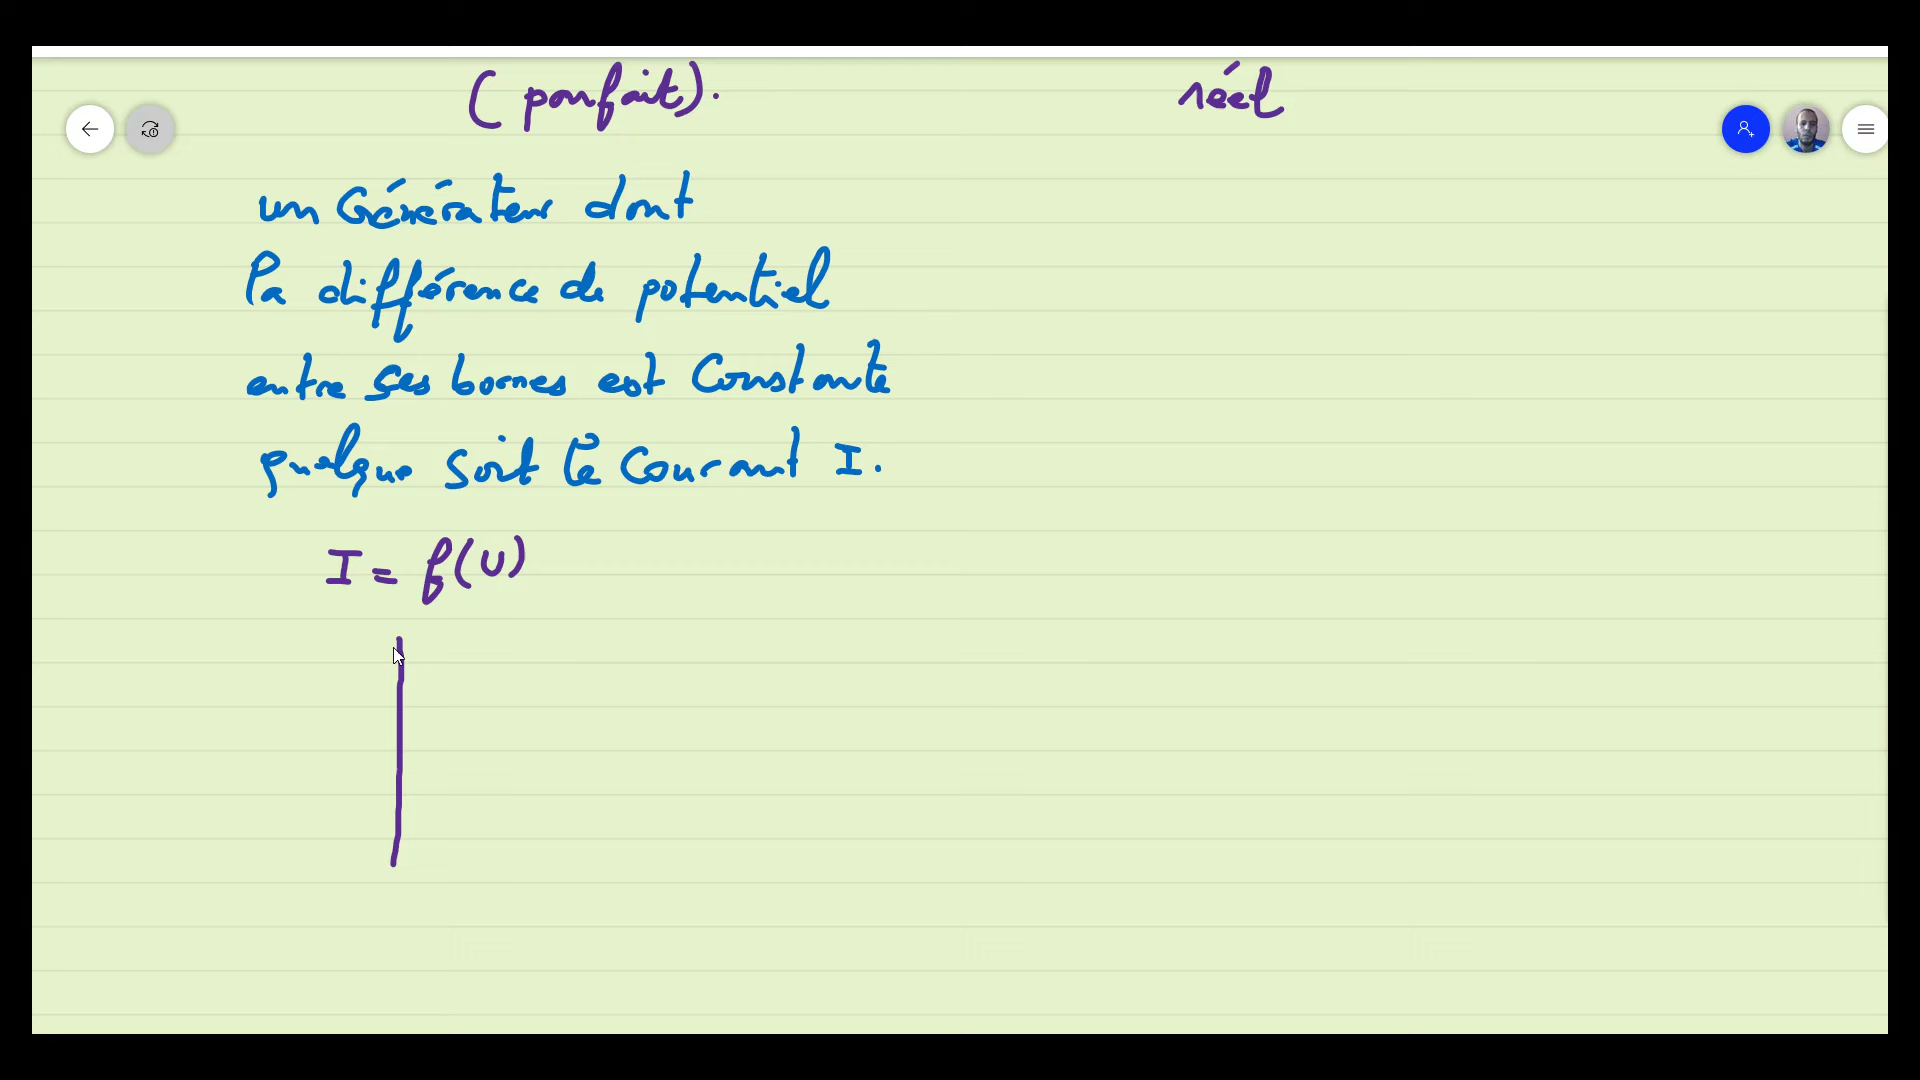 (parfait). réel
un Générateur dont
la différence de potentiel
entre ses bornes est Constante
quelque soit le Courant I.
I = f(U)